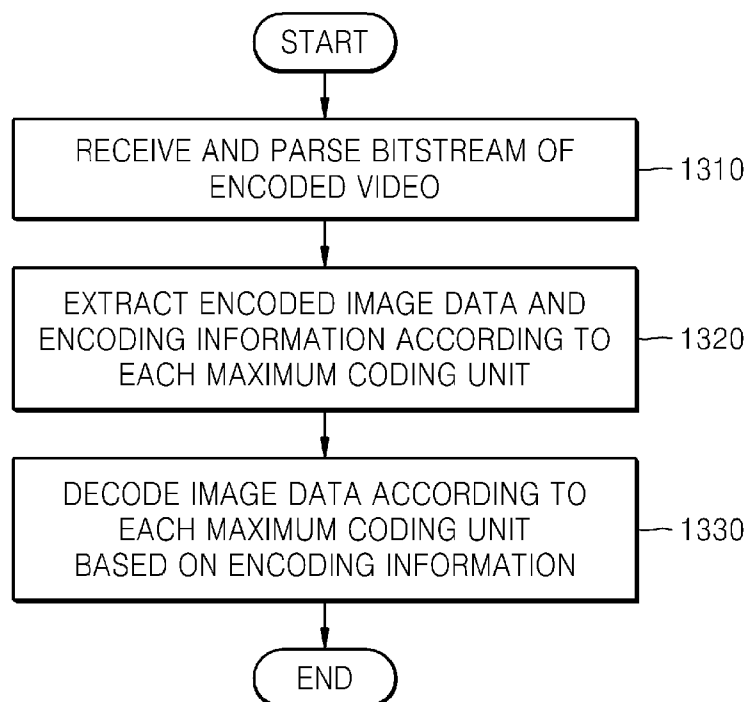 START
RECEIVE AND PARSE BITSTREAM OF
ENCODED VIDEO
1310
EXTRACT ENCODED IMAGE DATA AND
ENCODING INFORMATION ACCORDING TO
EACH MAXIMUM CODING UNIT
1320
DECODE IMAGE DATA ACCORDING TO
EACH MAXIMUM CODING UNIT
BASED ON ENCODING INFORMATION
1330
END